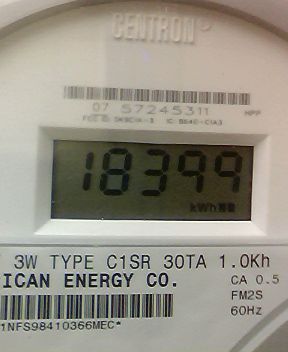 CENTRON®
07 57245311 HPP
18399
kWh
3W TYPE C1SR 30TA 1.0Kh
ICAN ENERGY CO. CA 0.5
FM2S
60Hz
1NFS98410366MEC*